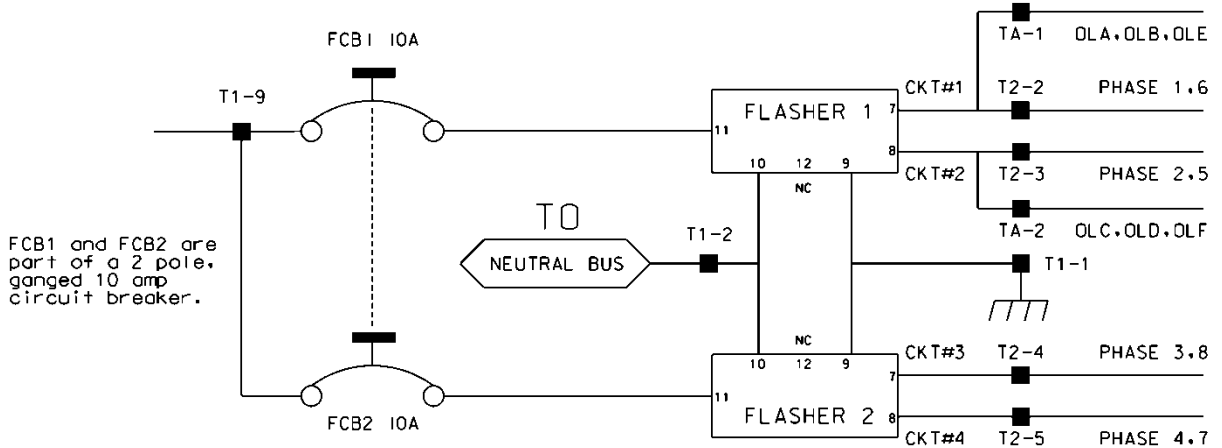 TA-1 OLA,OLB,OLE
FCB1 10A
T1-9
CKT#1 T2-2 PHASE 1,6
FLASHER 1
7
11
8
10 12 9
NC
CKT#2 T2-3 PHASE 2,5
TA-2 OLC,OLD,OLF
TO
NEUTRAL BUS
T1-2
T1-1
FCB1 and FCB2 are
part of a 2 pole,
ganged 10 amp
circuit breaker.
NC
10 12 9
CKT#3 T2-4 PHASE 3,8
7
11
FLASHER 2
8
FCB2 10A
CKT#4 T2-5 PHASE 4,7